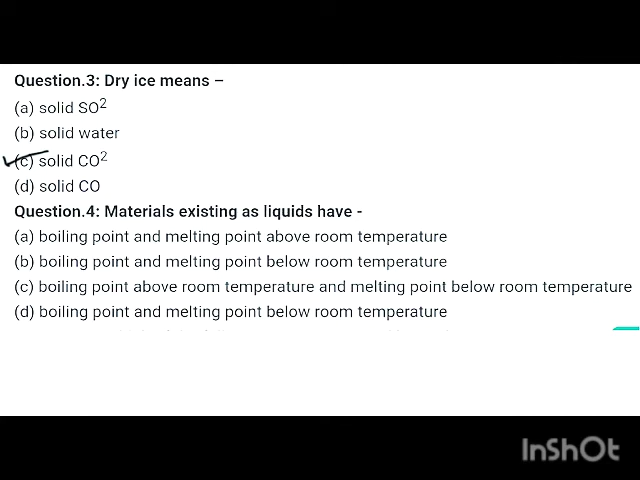 Question.3: Dry ice means –
(a) solid SO²
(b) solid water
(c) solid CO²
(d) solid CO
Question.4: Materials existing as liquids have -
(a) boiling point and melting point above room temperature
(b) boiling point and melting point below room temperature
(c) boiling point above room temperature and melting point below room temperature
(d) boiling point and melting point below room temperature
InShOt